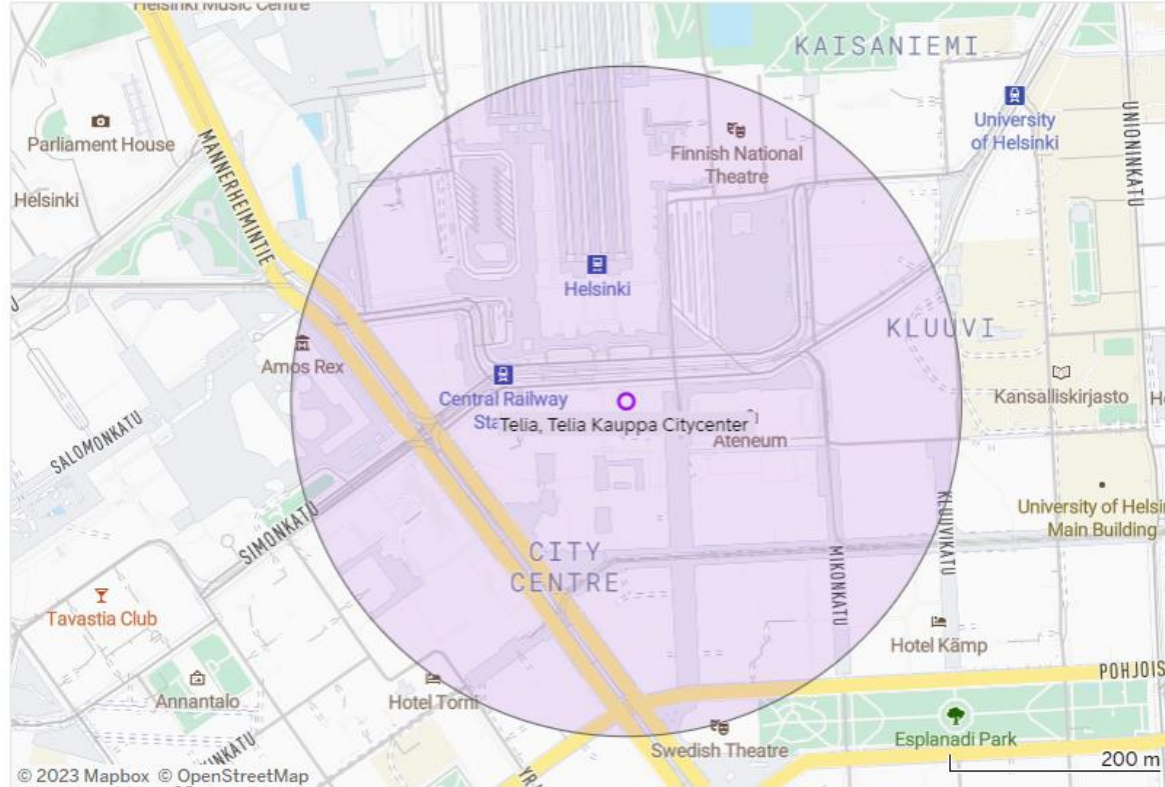 Helsinki Music Centre
KAISANIEMI
University
of Helsinki
UNIONINKATU
Parliament House
Finnish National
Theatre
Helsinki
MANNERHEIMINTIE
Helsinki
KLUUVI
Amos Rex
Central Railway
Telia, Telia Kauppa Citycenter
Ateneum
Kansalliskirjasto
SALOMONKATU
SIMONKATU
University of Helsin
Main Building
KLUUVIKATU
CITY
CENTRE
MIKONKATU
Tavastia Club
Hotel Kämp
Annantalo
Hotel Torni
POHJOIS
Swedish Theatre
Esplanadi Park
200 m
© 2023 Mapbox © OpenStreetMap